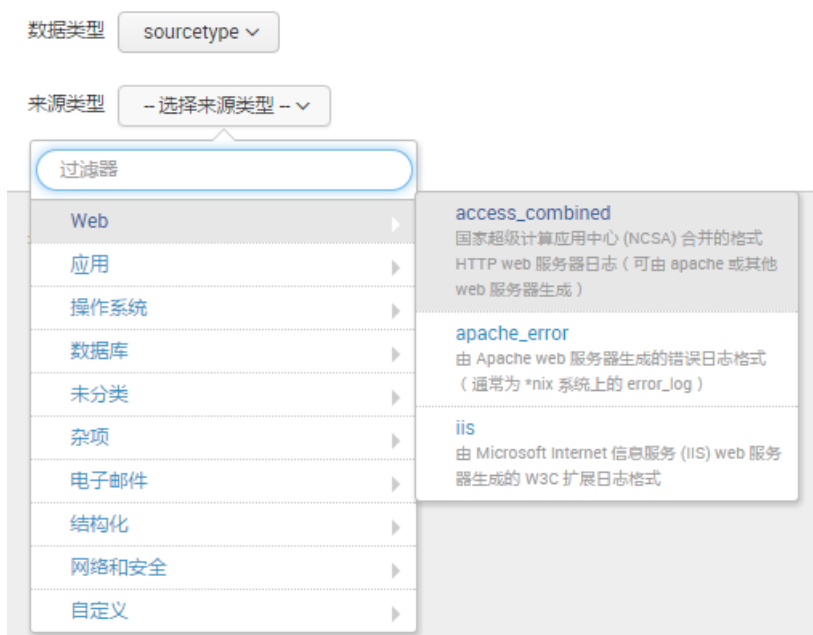 数据类型 sourcetype
来源类型 -- 选择来源类型 --
过滤器
Web
应用
操作系统
数据库
未分类
杂项
电子邮件
结构化
网络和安全
自定义
access_combined
国家超级计算应用中心 (NCSA) 合并的格式
HTTP web 服务器日志（可由 apache 或其他
web 服务器生成）
apache_error
由 Apache web 服务器生成的错误日志格式
（通常为 *nix 系统上的 error_log）
iis
由 Microsoft Internet 信息服务 (IIS) web 服务
器生成的 W3C 扩展日志格式